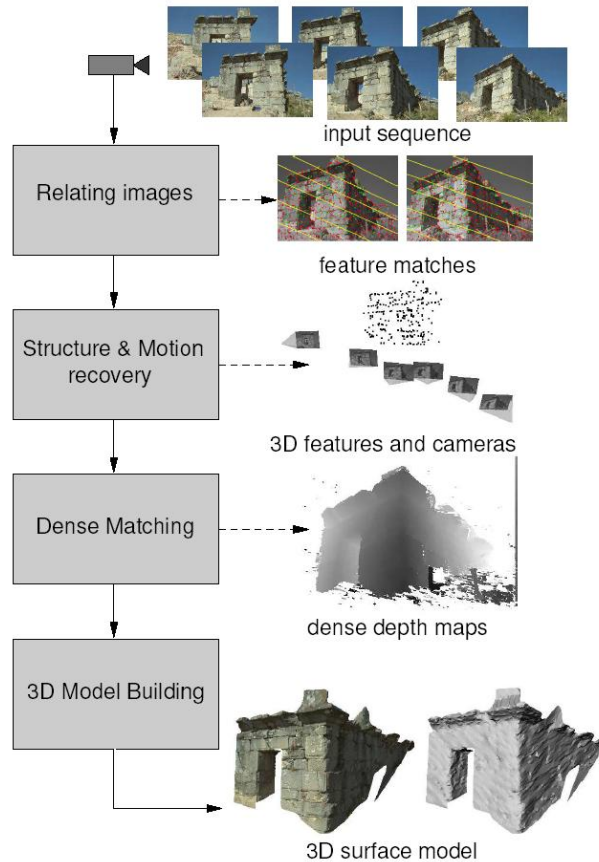 input sequence
Relating images
feature matches
Structure & Motion
recovery
3D features and cameras
Dense Matching
dense depth maps
3D Model Building
3D surface model